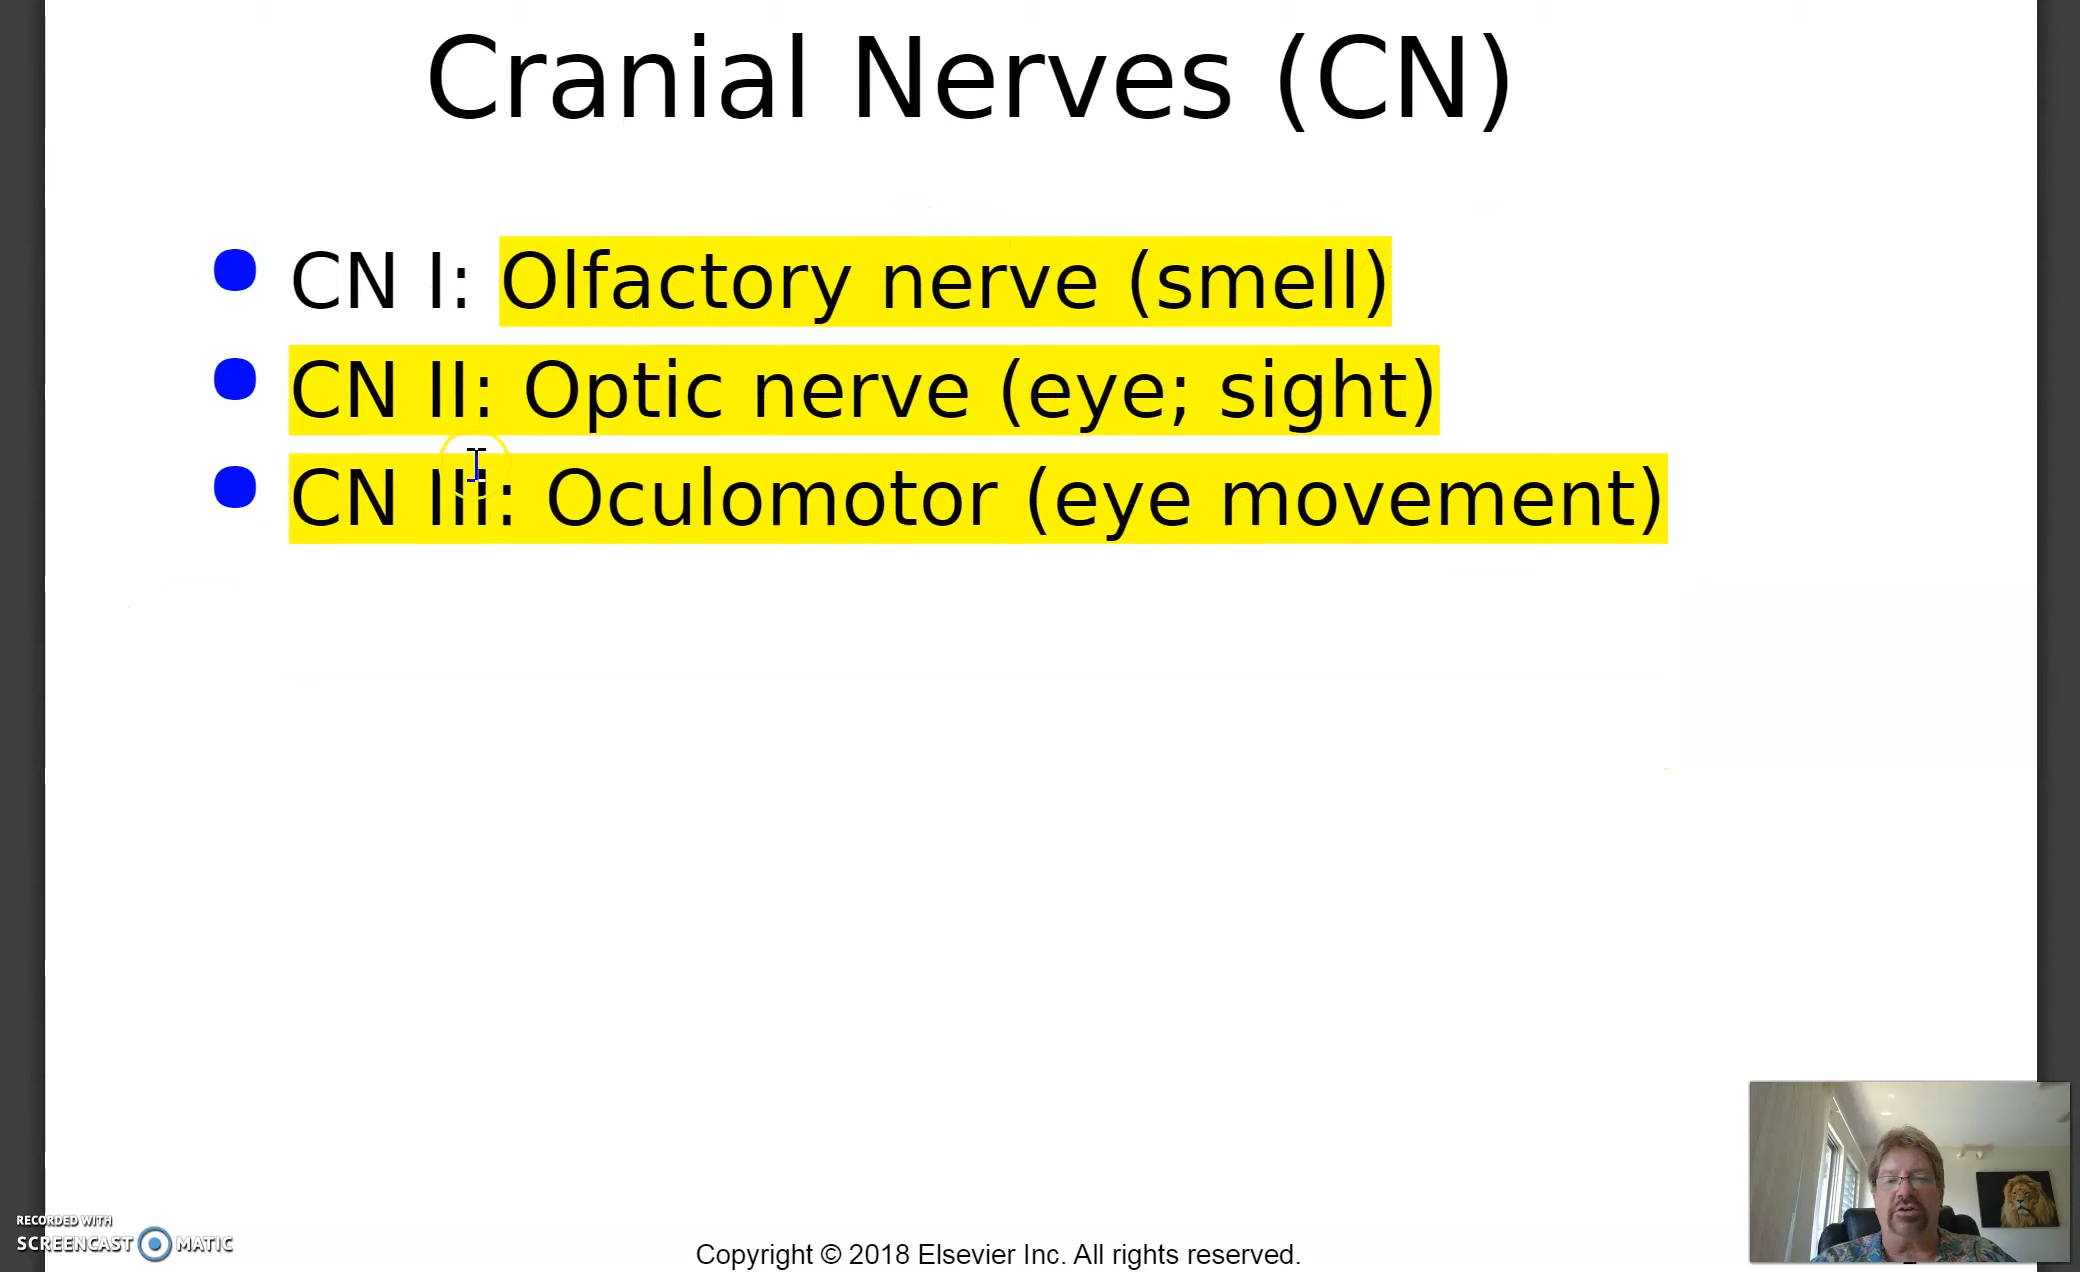 Cranial Nerves (CN)
CN I: Olfactory nerve (smell)
CN II: Optic nerve (eye; sight)
CN III: Oculomotor (eye movement)
RECORDED WITH
SCREENCAST MATIC
Copyright © 2018 Elsevier Inc. All rights reserved.